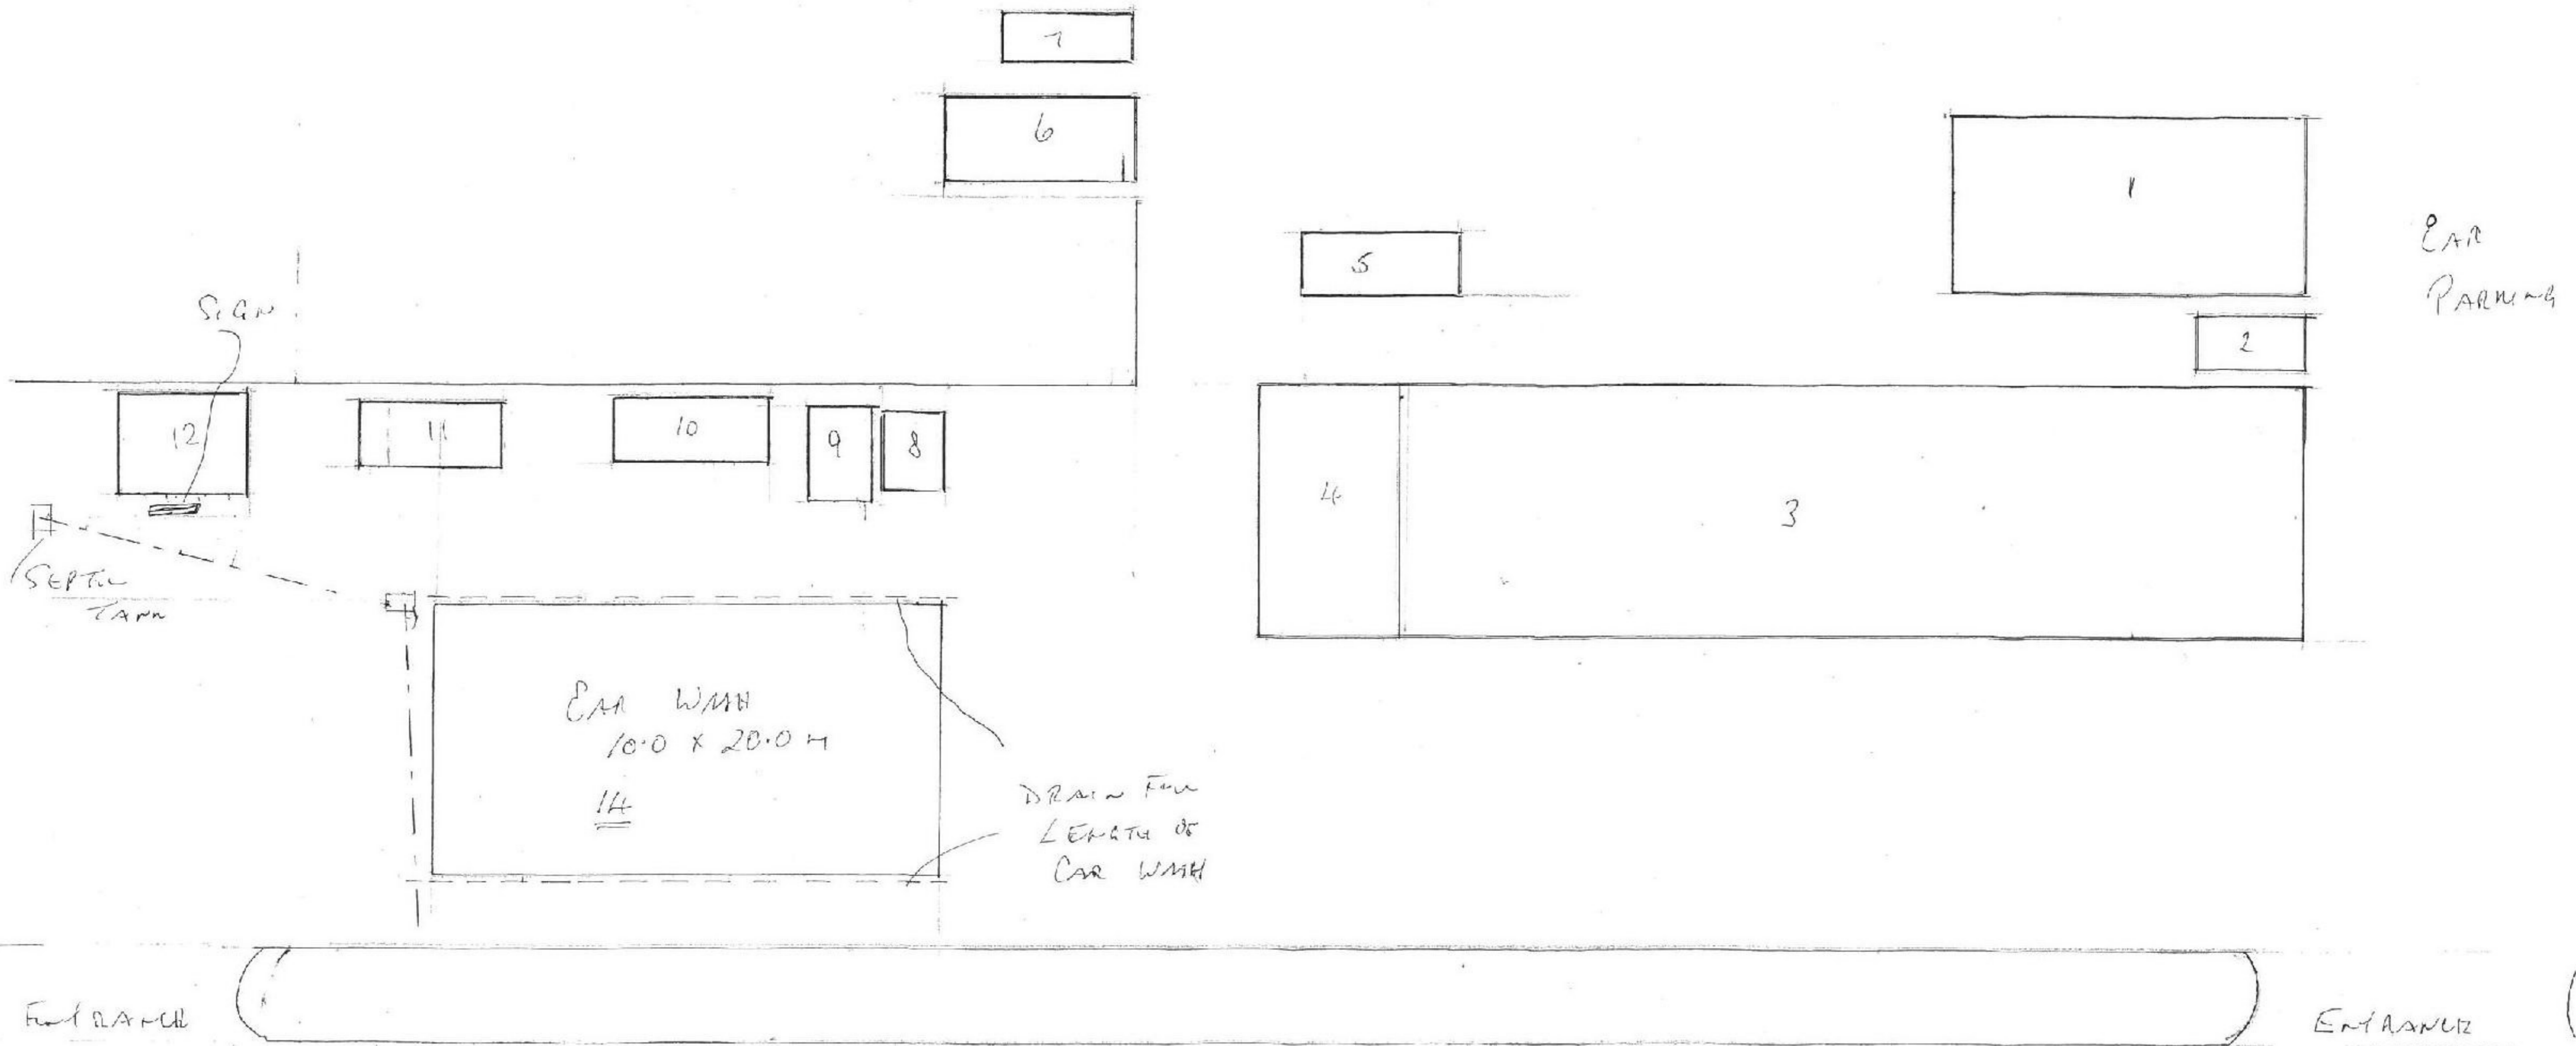 7
6
1
5
CAR
PARKING
2
SIGN
12
11
10
9
8
4
3
SEPTIC
TANK
CAR WASH
10.0 x 20.0 M
14
DRAIN FULL
LENGTH OF
CAR WASH
ENTRANCE
ENTRANCE